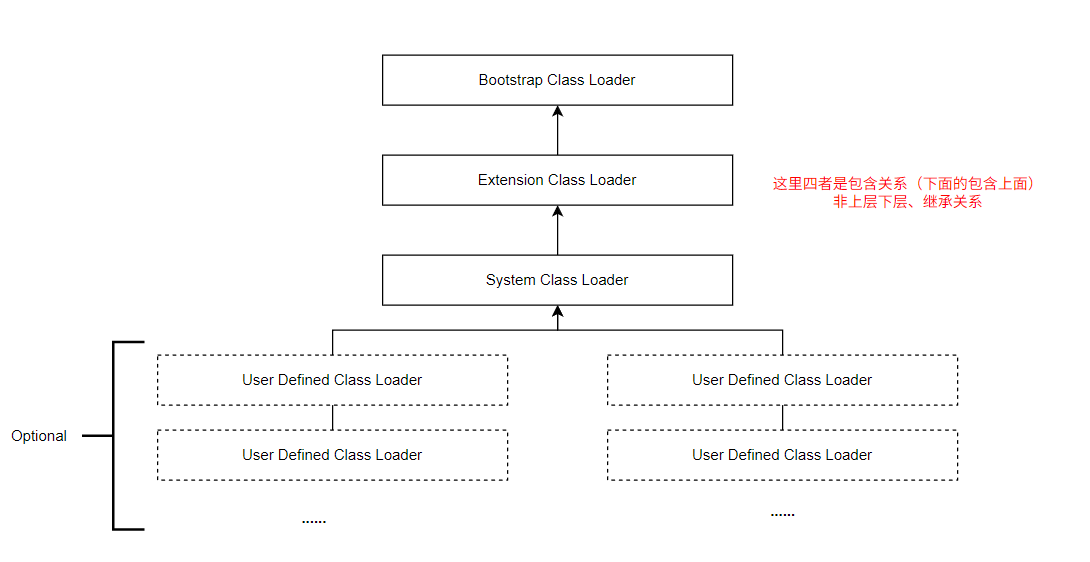 Bootstrap Class Loader
Extension Class Loader
这里四者是包含关系（下面的包含上面）
非上层下层、继承关系
System Class Loader
User Defined Class Loader
User Defined Class Loader
Optional
User Defined Class Loader
User Defined Class Loader
......
......